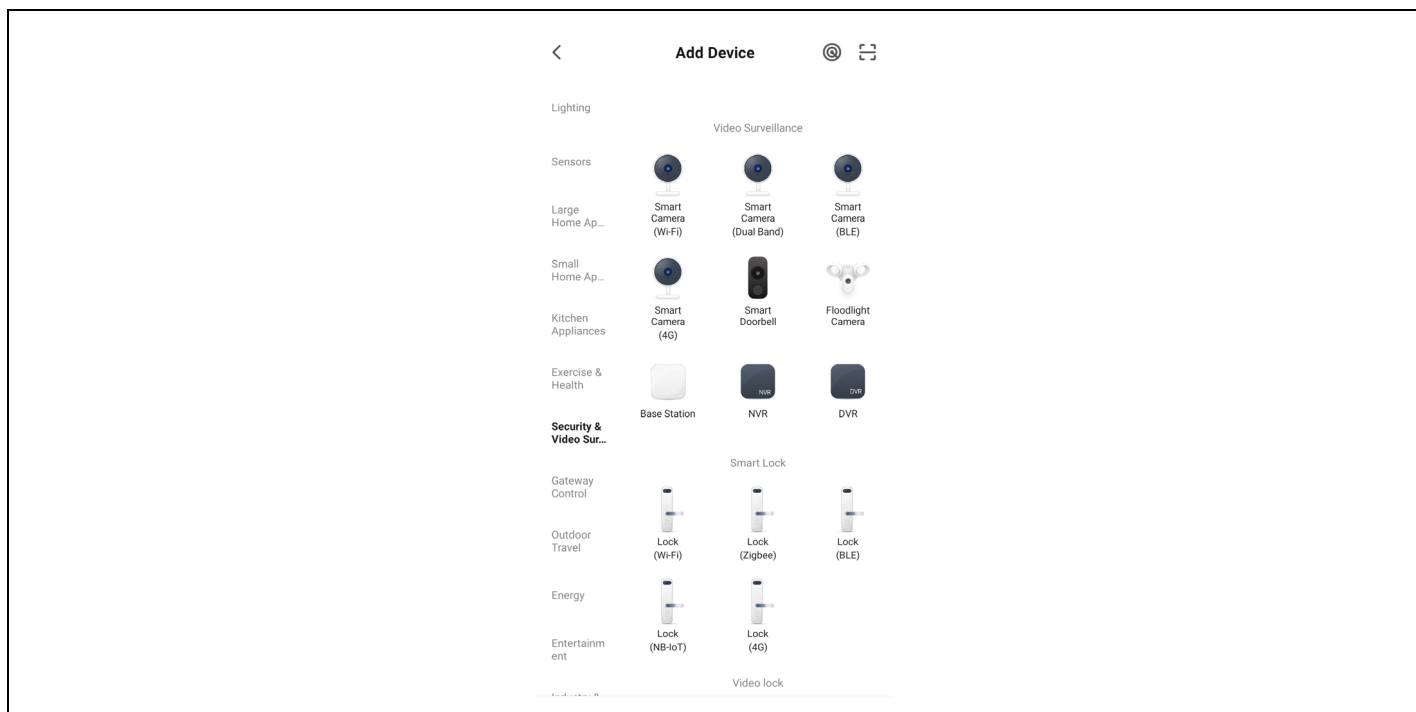 Add Device
Lighting
Sensors
Large
Home Ap...
Small
Home Ap...
Kitchen
Appliances
Exercise &
Health
Security &
Video Sur...
Gateway
Control
Outdoor
Travel
Energy
Entertainm
ent
Video Surveillance
Smart
Camera
(Wi-Fi)
Smart
Camera
(Dual Band)
Smart
Camera
(BLE)
Smart
Camera
(4G)
Smart
Doorbell
Floodlight
Camera
Base Station
NVR
NVR
DVR
DVR
Smart Lock
Lock
(Wi-Fi)
Lock
(Zigbee)
Lock
(BLE)
Lock
(NB-IoT)
Lock
(4G)
Video lock